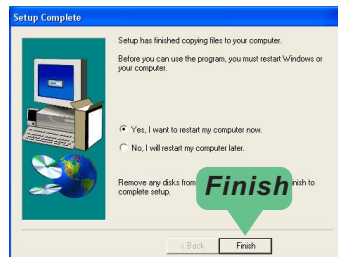 Setup Complete
Setup has finished copying files to your computer.
Before you can use the program, you must restart Windows or
your computer.
Yes, I want to restart my computer now.
No, I will restart my computer later.
Remove any disks from
nish to
complete setup.
Finish
< Back
Finish